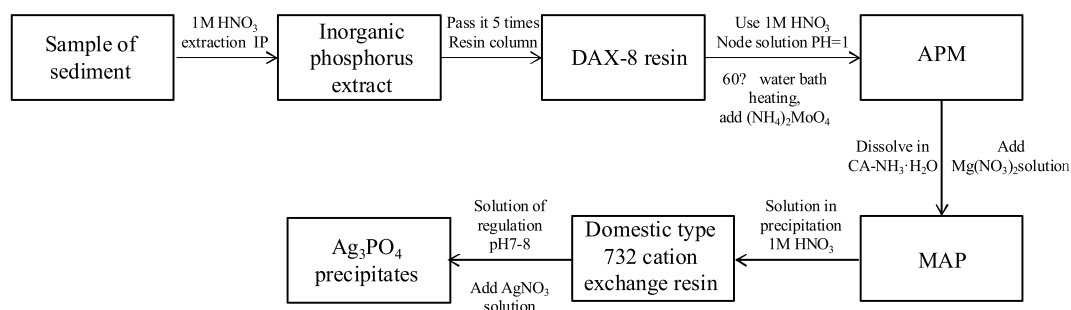 Sample of
sediment
1M HNO₃
extraction IP
Inorganic
phosphorus
extract
Pass it 5 times
Resin column
DAX-8 resin
Use 1M HNO₃
Node solution PH=1
60? water bath
heating,
add (NH₄)₂MoO₄
APM
Dissolve in
CA-NH₃·H₂O
Add
Mg(NO₃)₂solution
MAP
Solution in
precipitation
1M HNO₃
Domestic type
732 cation
exchange resin
Solution of
regulation
pH7-8
Add AgNO₃
solution
Ag₃PO₄
precipitates